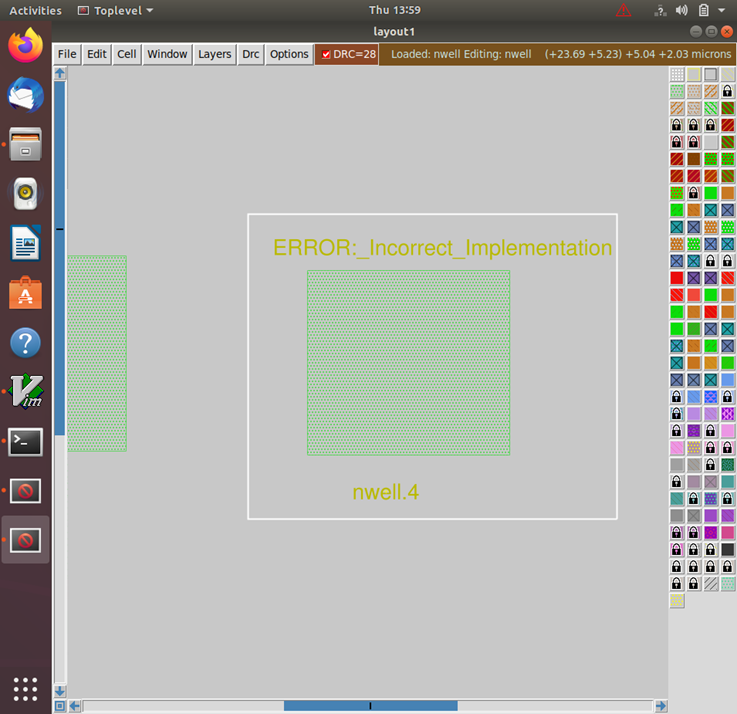 Activities Toplevel Thu 13:59
layout1
File Edit Cell Window Layers Drc Options DRC=28 Loaded: nwell Editing: nwell (+23.69 +5.23) +5.04 +2.03 microns
ERROR:_Incorrect_Implementation
nwell.4
Vim